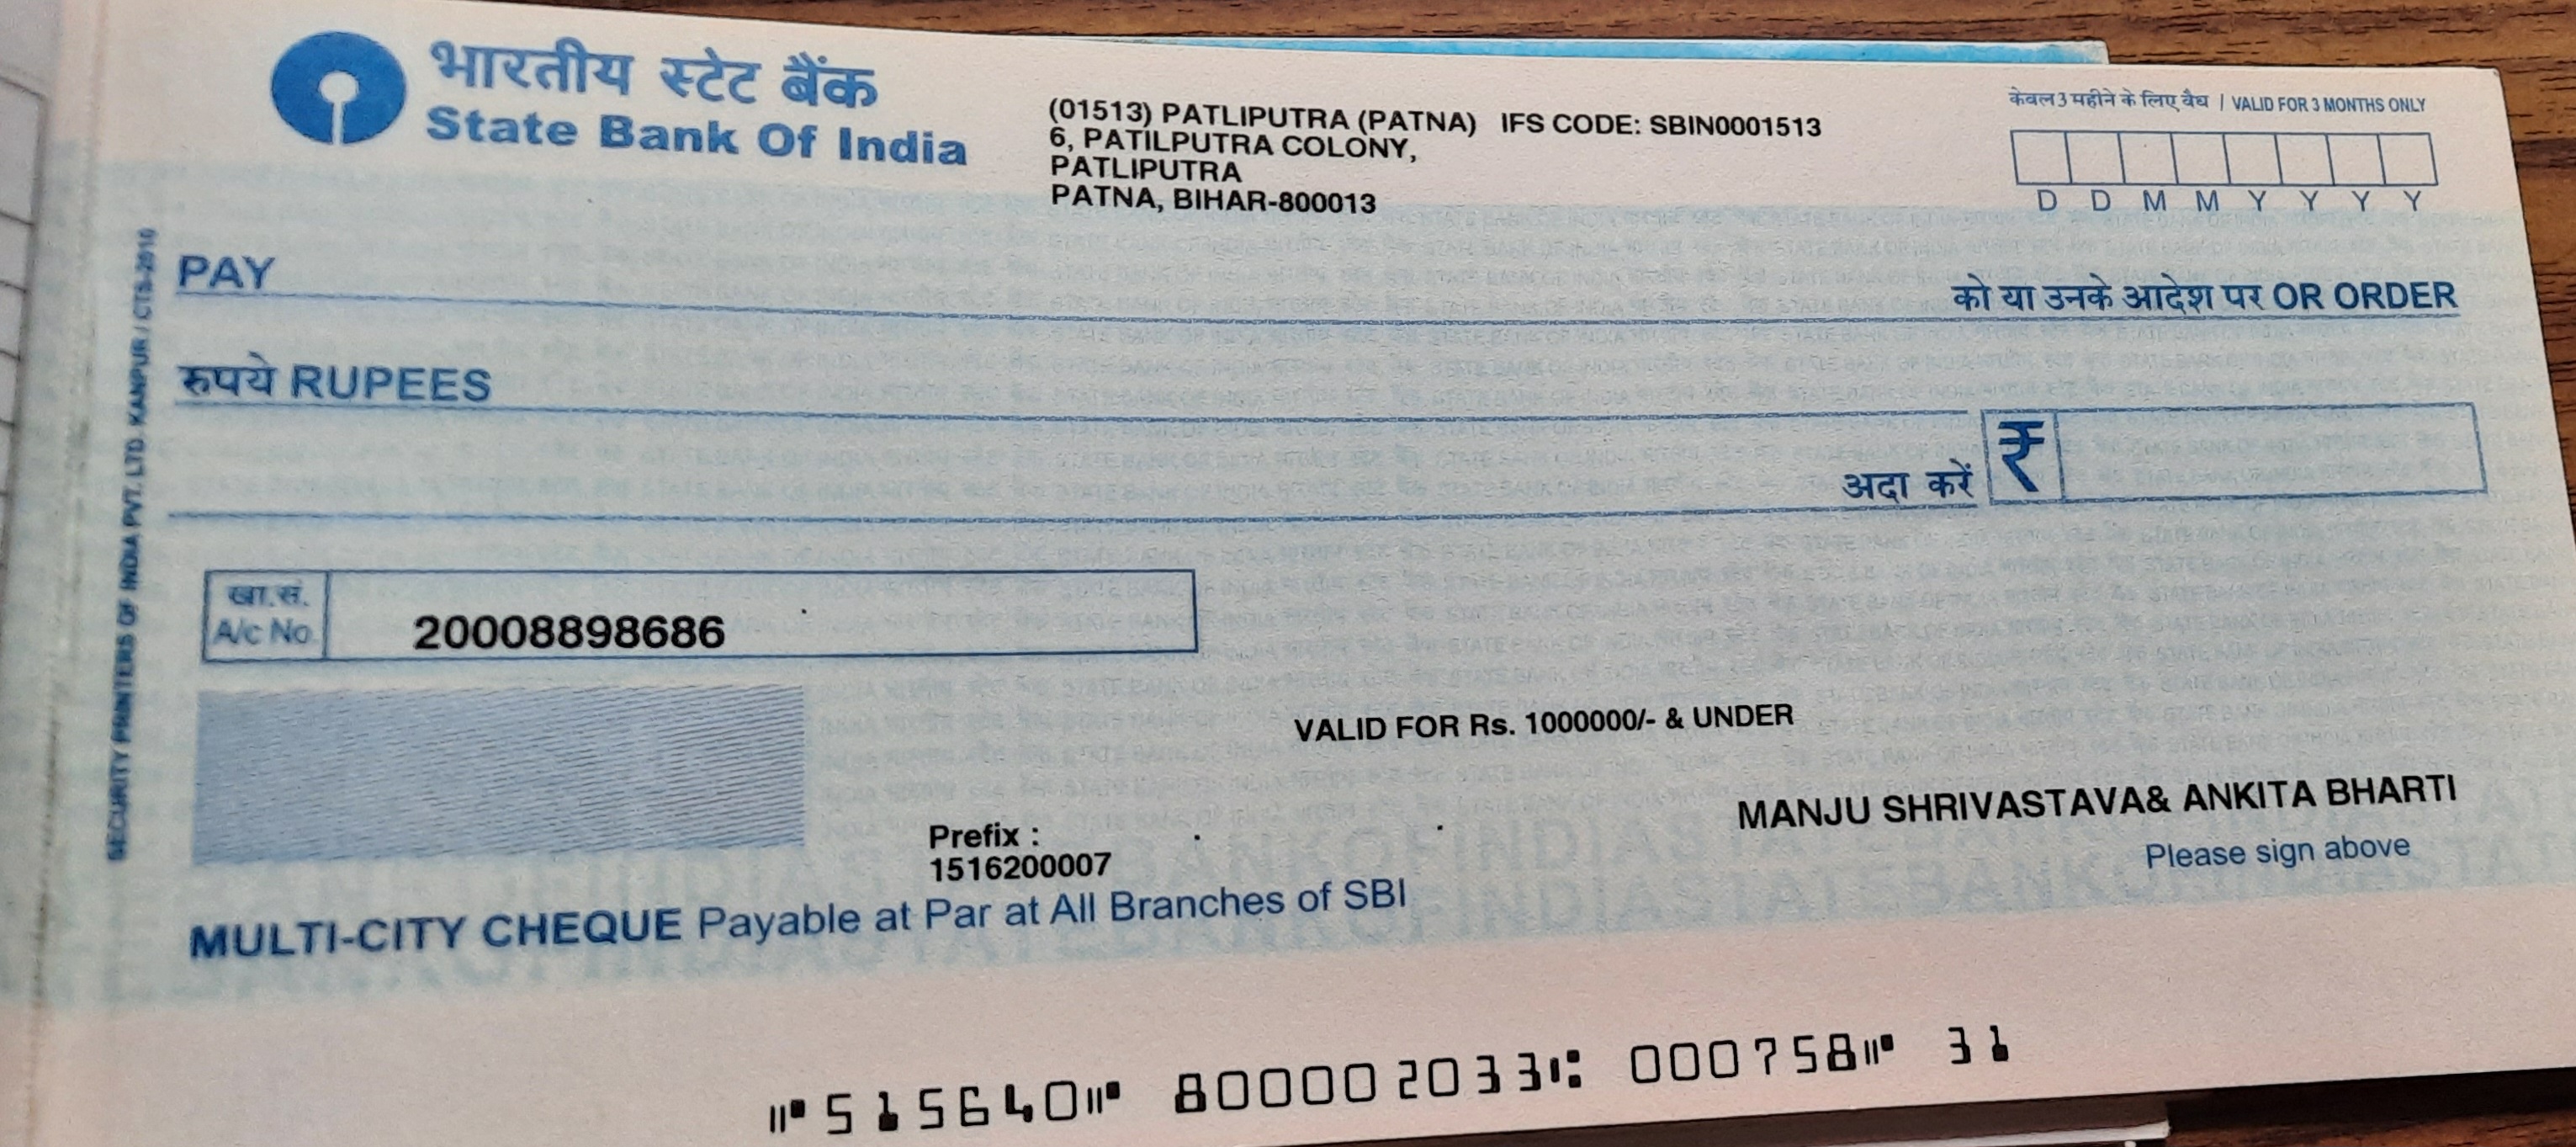 भारतीय स्टेट बैंक
State Bank Of India
(01513) PATLIPUTRA (PATNA) IFS CODE: SBIN0001513
6, PATILPUTRA COLONY,
PATLIPUTRA
PATNA, BIHAR-800013
केवल 3 महीने के लिए वैध / VALID FOR 3 MONTHS ONLY
D D M M Y Y Y Y
PAY
को या उनके आदेश पर OR ORDER
रुपये RUPEES
अदा करें ₹
खा.सं.
A/c No.
20008898686
VALID FOR Rs. 1000000/- & UNDER
MANJU SHRIVASTAVA& ANKITA BHARTI
Please sign above
Prefix :
1516200007
MULTI-CITY CHEQUE Payable at Par at All Branches of SBI
⑈515640⑈ 800002033⑆ 000758⑈ 31
SECURITY PRINTERS OF INDIA PVT. LTD. KANPUR / CTS-2010